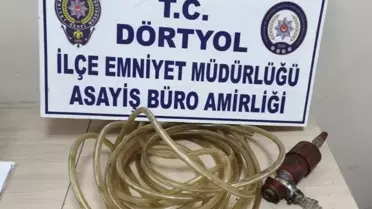 T.C.
DÖRTYOL
İLÇE EMNİYET MÜDÜRLÜĞÜ
ASAYİŞ BÜRO AMİRLİĞİ